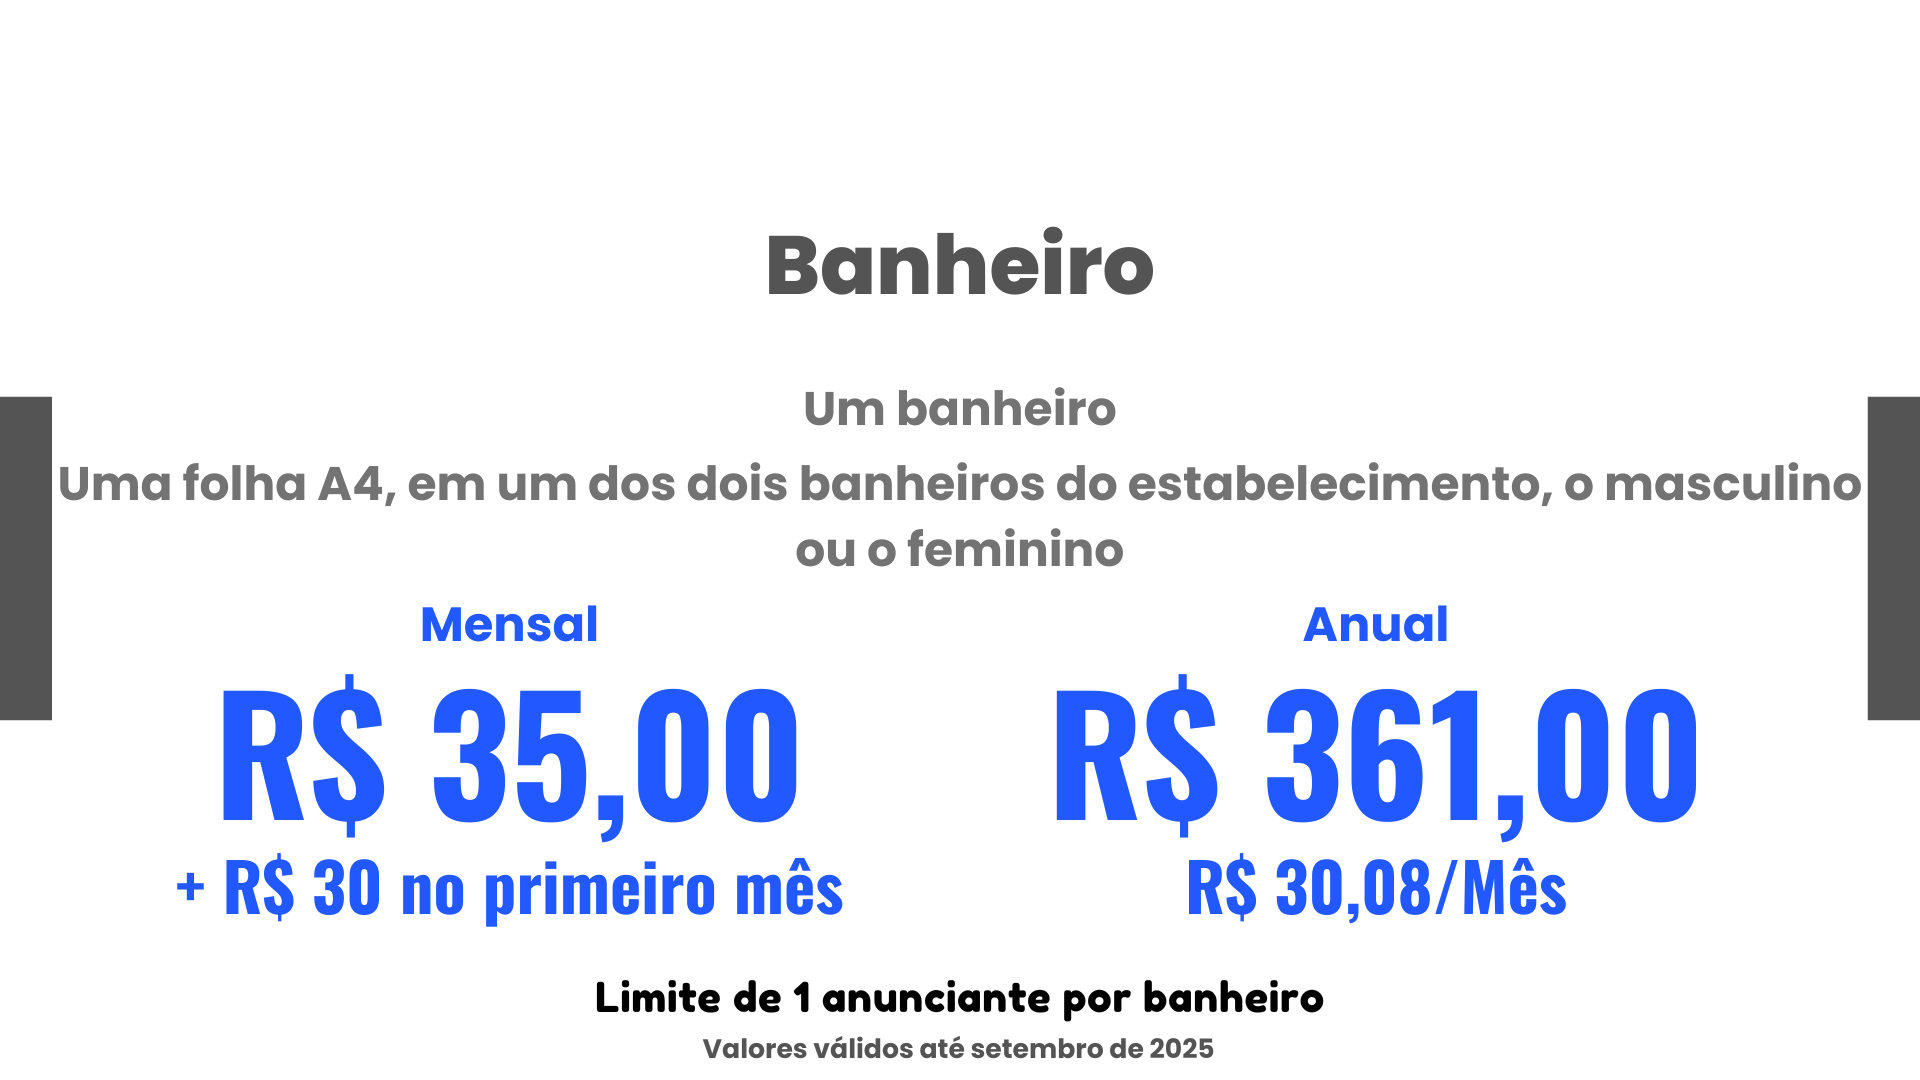 Banheiro
Um banheiro
Uma folha A4, em um dos dois banheiros do estabelecimento, o masculino
ou o feminino
Mensal
R$ 35,00
+ R$ 30 no primeiro mês
Anual
R$ 361,00
R$ 30,08/Mês
Limite de 1 anunciante por banheiro
Valores válidos até setembro de 2025